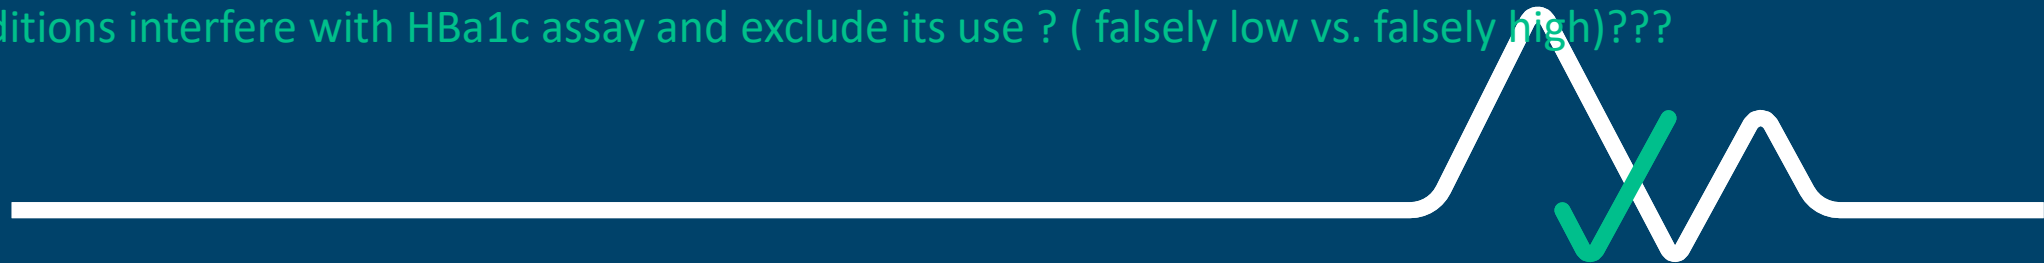 ditions interfere with HBa1c assay and exclude its use ? ( falsely low vs. falsely high)???